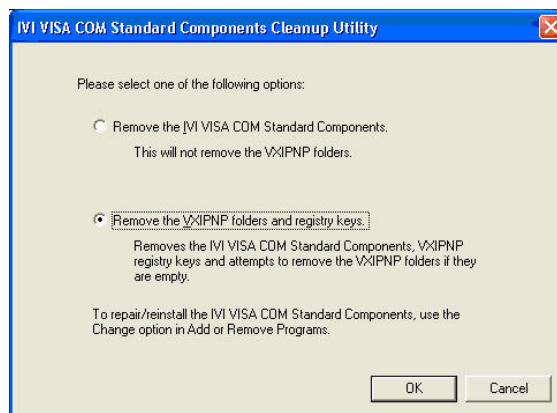 IVI VISA COM Standard Components Cleanup Utility
Please select one of the following options:
Remove the IVI VISA COM Standard Components.
This will not remove the VXIPNP folders.
Remove the VXIPNP folders and registry keys.
Removes the IVI VISA COM Standard Components, VXIPNP
registry keys and attempts to remove the VXIPNP folders if they
are empty.
To repair/reinstall the IVI VISA COM Standard Components, use the
Change option in Add or Remove Programs.
OK
Cancel